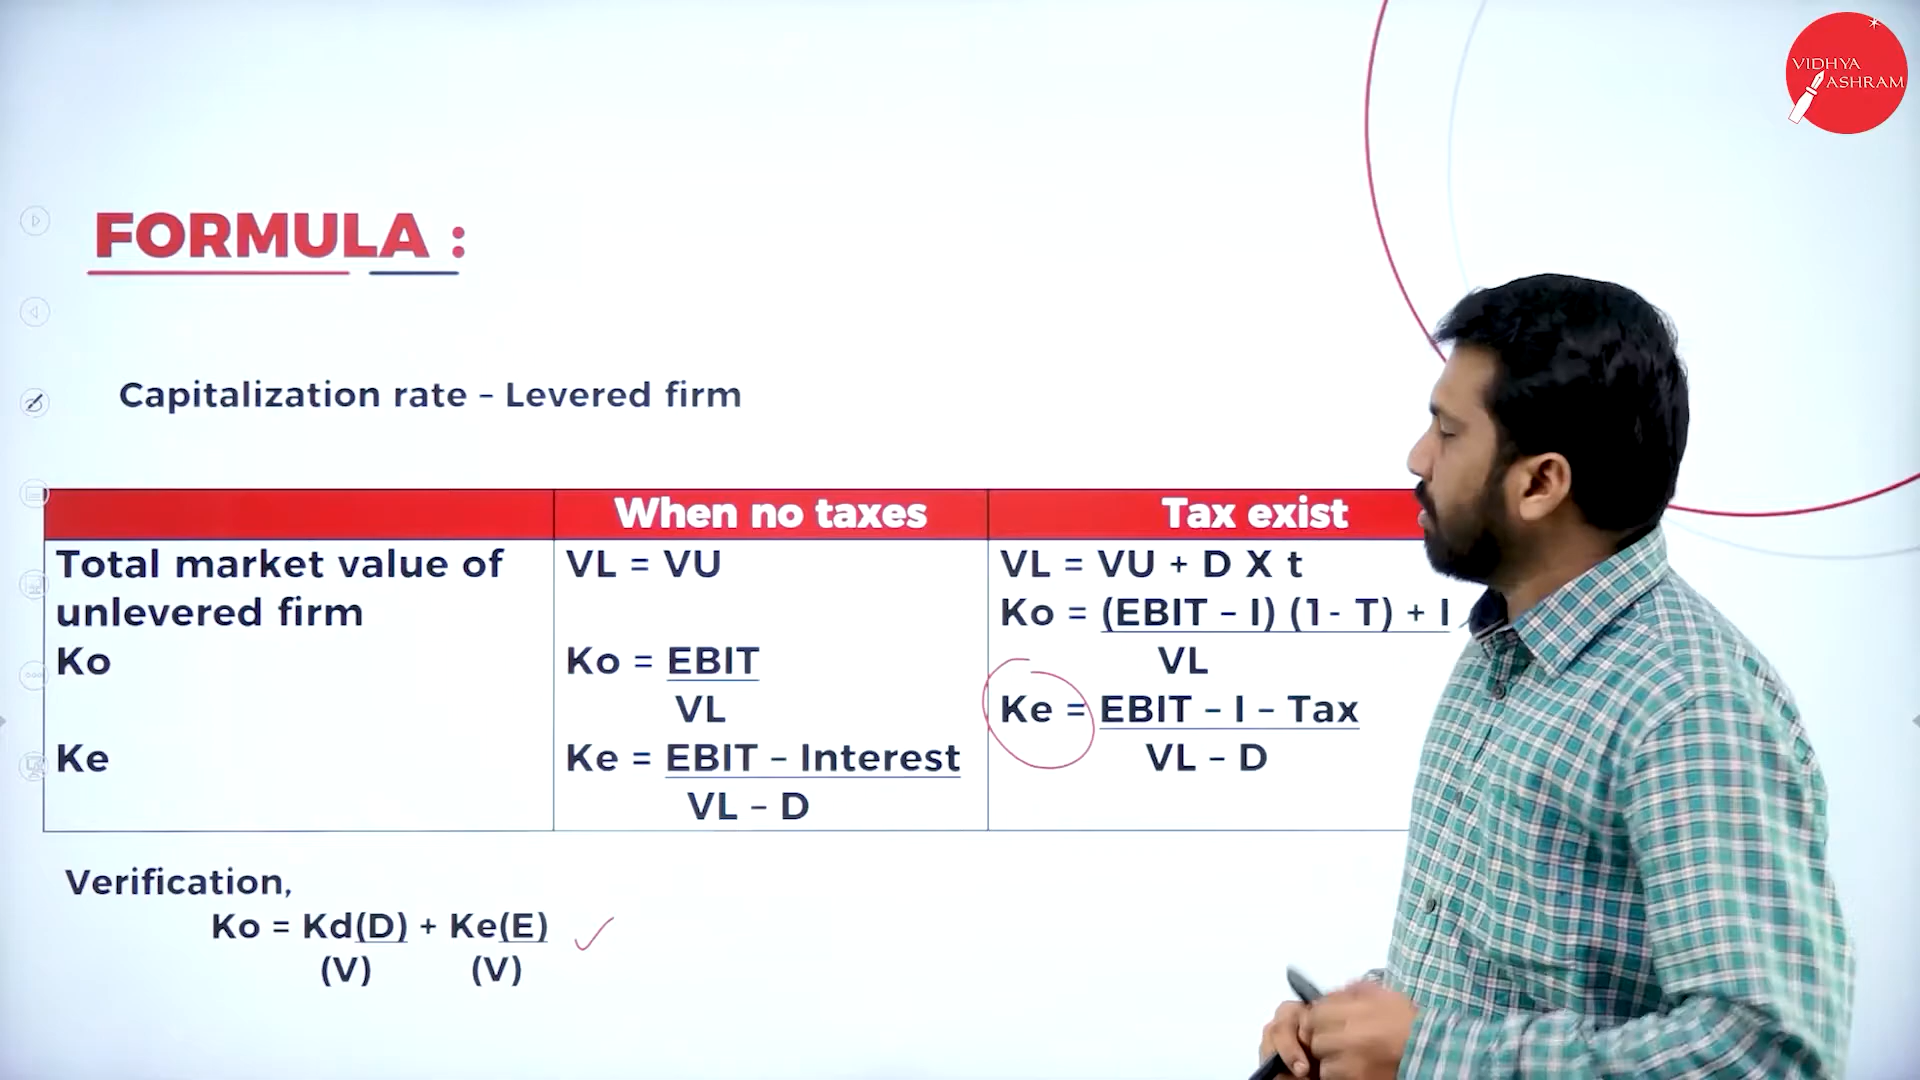 VIDHYA
ASHRAM
FORMULA :
Capitalization rate – Levered firm
When no taxes
Tax exist
Total market value of
unlevered firm
VL = VU
VL = VU + D X t
Ko = (EBIT – I) (1 - T) + I
VL
Ko
Ko = EBIT
VL
Ke = EBIT – I – Tax
VL – D
Ke
Ke = EBIT – Interest
VL – D
Verification,
Ko = Kd(D) + Ke(E)
(V) (V)